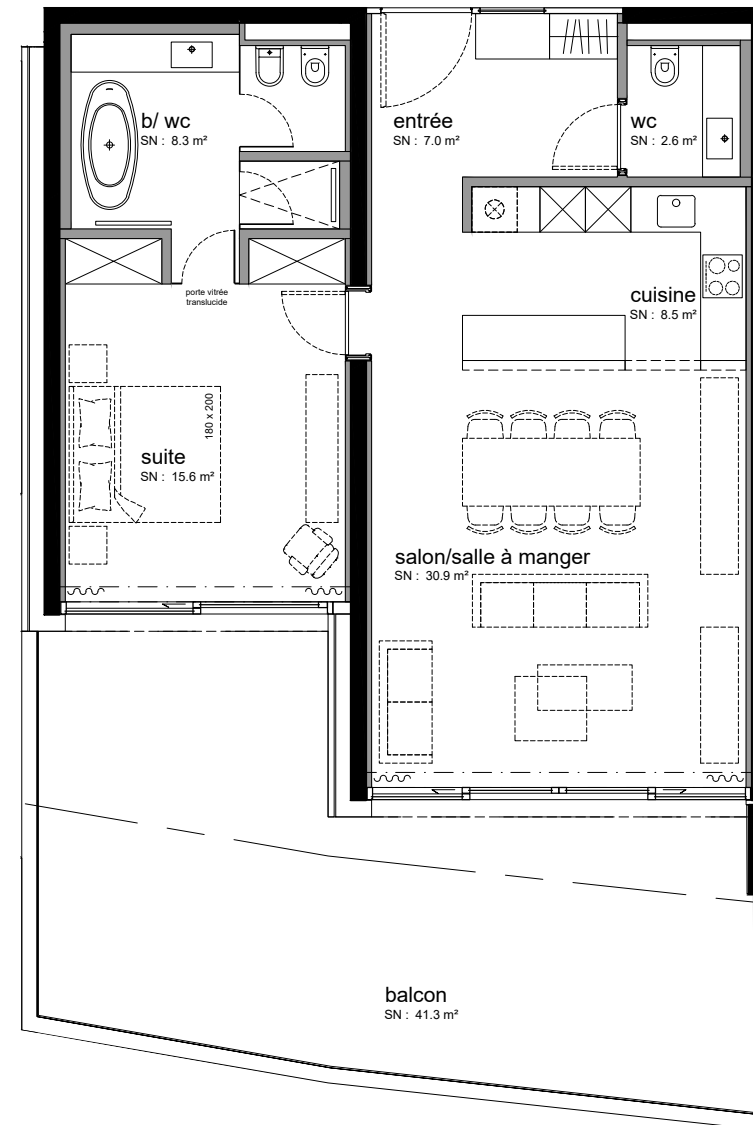 b/ wc
SN : 8.3 m²
entrée
SN : 7.0 m²
wc
SN : 2.6 m²
porte vitrée
translucide
cuisine
SN : 8.5 m²
180 x 200
suite
SN : 15.6 m²
salon/salle à manger
SN : 30.9 m²
balcon
SN : 41.3 m²